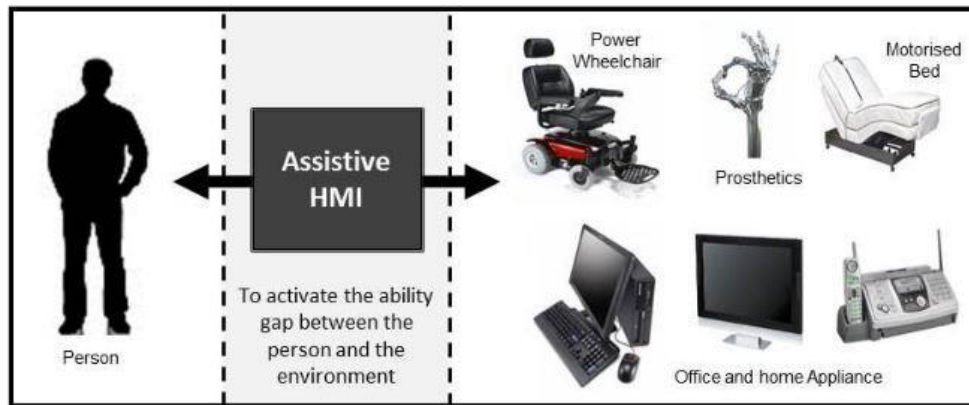 Person
Assistive
HMI
To activate the ability
gap between the
person and the
environment
Power
Wheelchair
Prosthetics
Motorised
Bed
Office and home Appliance